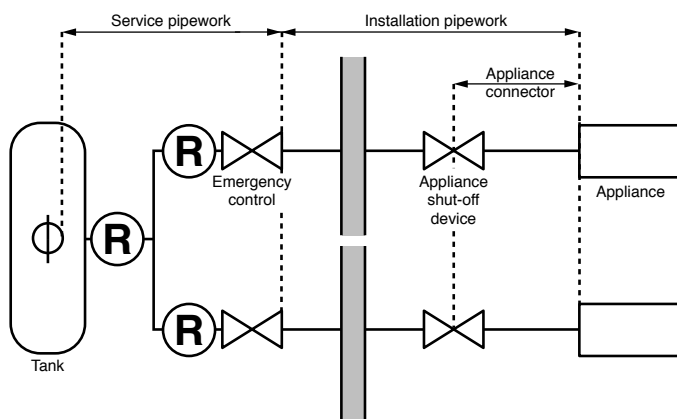 Service pipework
Installation pipework
Appliance
connector
R
Emergency
control
Appliance
shut-off
device
Appliance
R
R
Tank